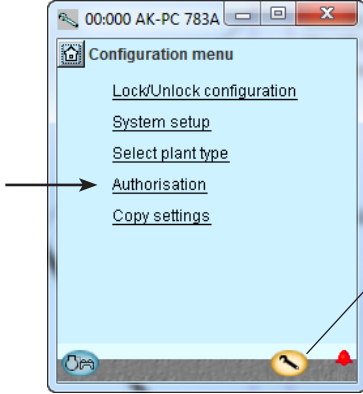 00:000 AK-PC 783A
Configuration menu
Lock/Unlock configuration
System setup
Select plant type
Authorisation
Copy settings